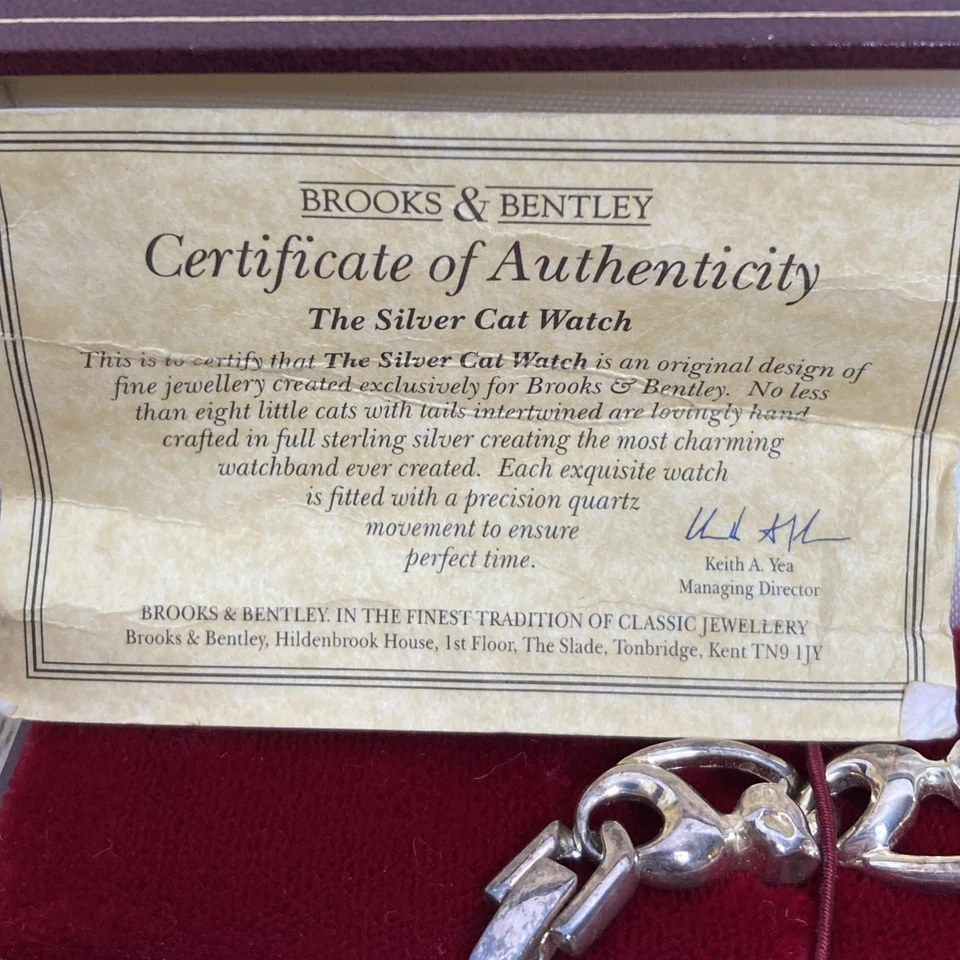 BROOKS & BENTLEY
Certificate of Authenticity
The Silver Cat Watch
This is to certify that The Silver Cat Watch is an original design of
fine jewellery created exclusively for Brooks & Bentley. No less
than eight little cats with tails intertwined are lovingly hand
crafted in full sterling silver creating the most charming
watchband ever created. Each exquisite watch
is fitted with a precision quartz
movement to ensure
perfect time.
Keith A. Yea
Managing Director
BROOKS & BENTLEY. IN THE FINEST TRADITION OF CLASSIC JEWELLERY
Brooks & Bentley, Hildenbrook House, 1st Floor, The Slade, Tonbridge, Kent TN9 1JY